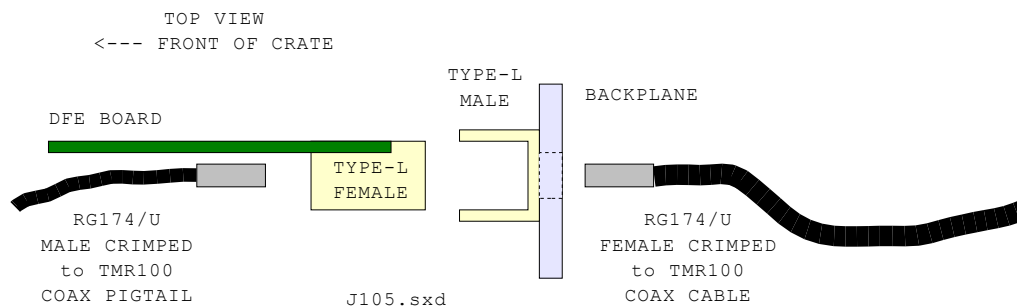 TOP VIEW
<--- FRONT OF CRATE
TYPE-L
MALE
BACKPLANE
DFE BOARD
TYPE-L
FEMALE
RG174/U
MALE CRIMPED
to TMR100
COAX PIGTAIL
RG174/U
FEMALE CRIMPED
to TMR100
COAX CABLE
J105.sxd